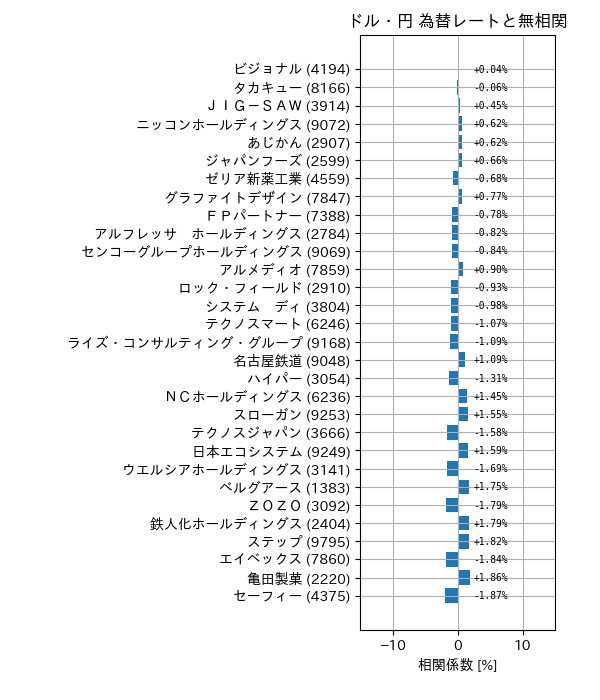 ドル・円 為替レートと無相関
ビジョナル (4194) +0.04%
タカキュー (8166) -0.06%
ＪＩＧ－ＳＡＷ (3914) +0.45%
ニッコンホールディングス (9072) +0.62%
あじかん (2907) +0.62%
ジャパンフーズ (2599) +0.66%
ゼリア新薬工業 (4559) -0.68%
グラファイトデザイン (7847) +0.77%
ＦＰパートナー (7388) -0.78%
アルフレッサ　ホールディングス (2784) -0.82%
センコーグループホールディングス (9069) -0.84%
アルメディオ (7859) +0.90%
ロック・フィールド (2910) -0.93%
システム　ディ (3804) -0.98%
テクノスマート (6246) -1.07%
ライズ・コンサルティング・グループ (9168) -1.09%
名古屋鉄道 (9048) +1.09%
ハイパー (3054) -1.31%
ＮＣホールディングス (6236) +1.45%
スローガン (9253) +1.55%
テクノスジャパン (3666) -1.58%
日本エコシステム (9249) +1.59%
ウエルシアホールディングス (3141) -1.69%
ベルグアース (1383) +1.75%
ＺＯＺＯ (3092) -1.79%
鉄人化ホールディングス (2404) +1.79%
ステップ (9795) +1.82%
エイベックス (7860) -1.84%
亀田製菓 (2220) +1.86%
セーフィー (4375) -1.87%
−10 0 10
相関係数 [%]